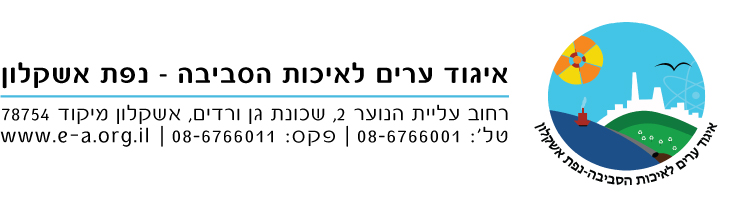 איגוד ערים לאיכות הסביבה - נפת אשקלון
רחוב עליית הנוער 2, שכונת גן ורדים, אשקלון מיקוד 78754
טל': 08-6766001 | פקס: 08-6766011 | www.e-a.org.il
איגוד ערים לאיכות הסביבה-נפת אשקלון